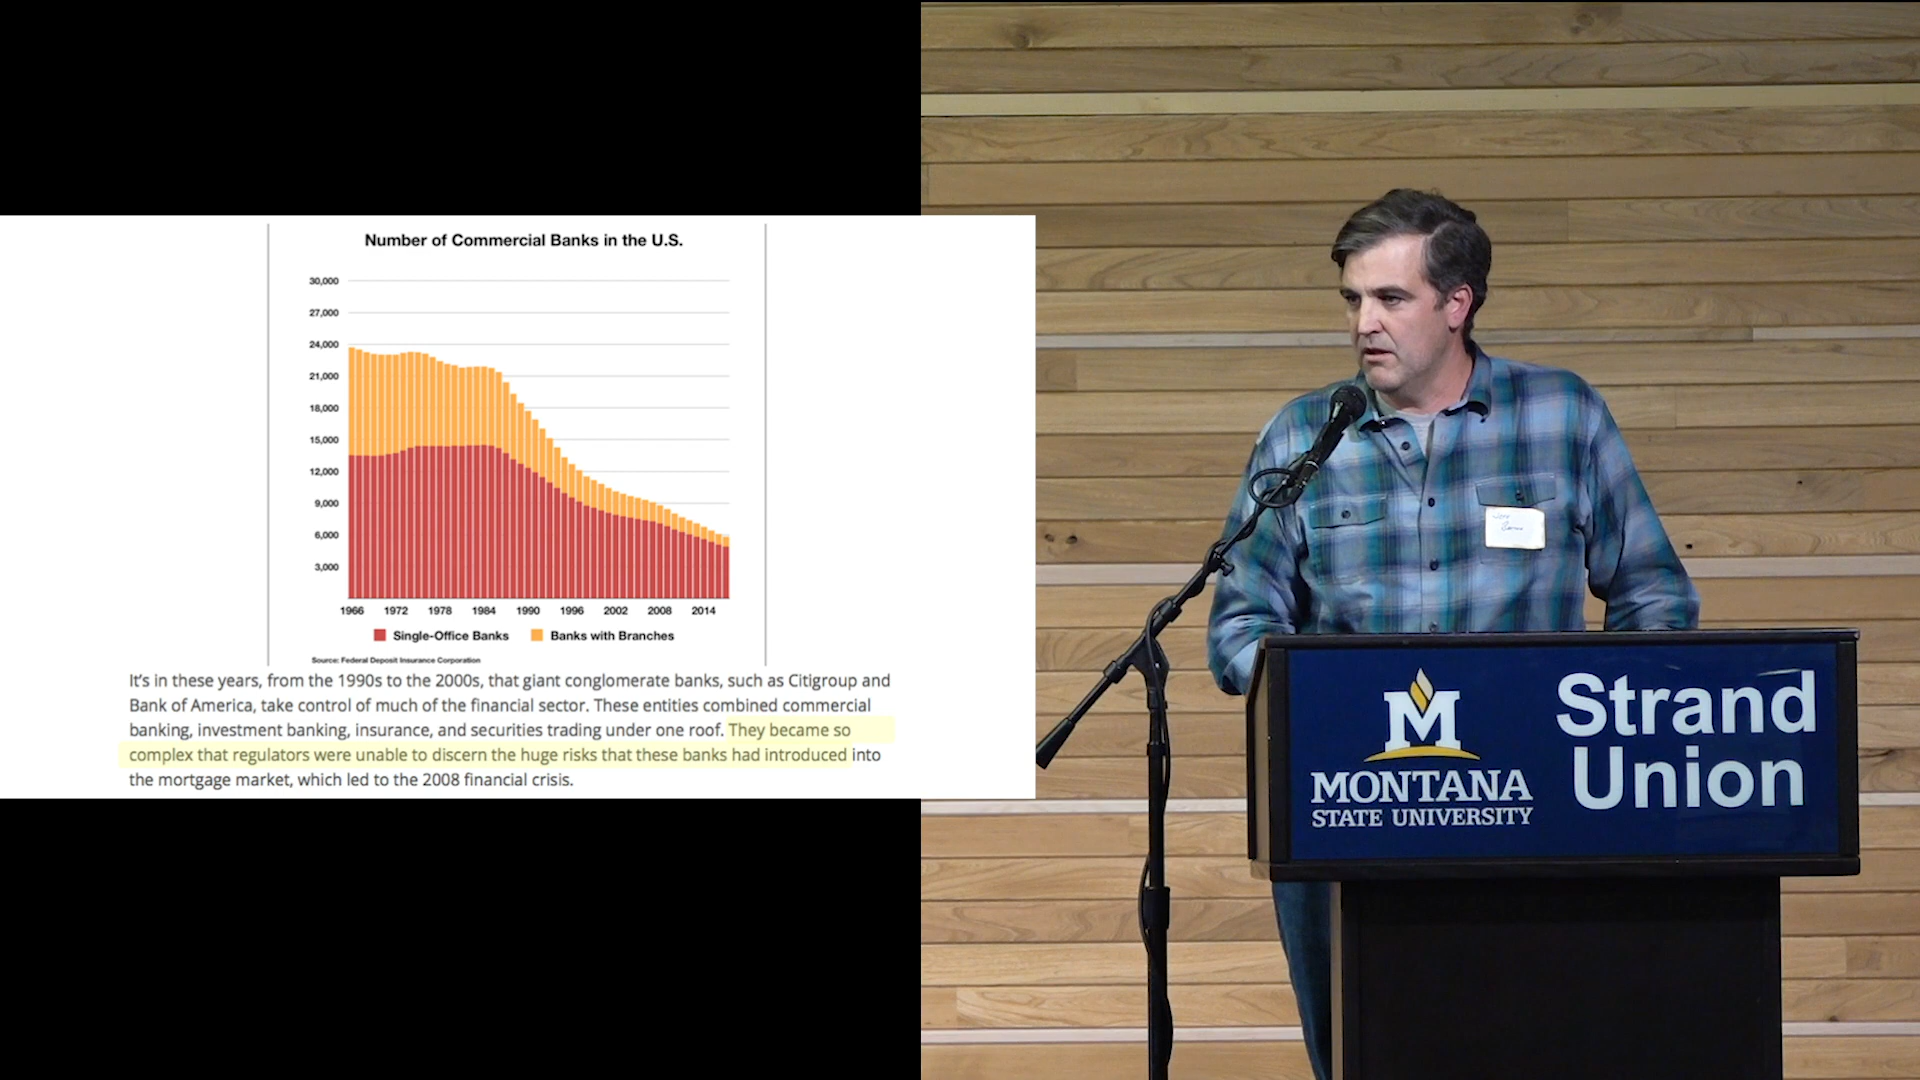 Number of Commercial Banks in the U.S.
30,000
27,000
24,000
21,000
18,000
15,000
12,000
9,000
6,000
3,000
1966 1972 1978 1984 1990 1996 2002 2008 2014
Single-Office Banks Banks with Branches
Source: Federal Deposit Insurance Corporation
It's in these years, from the 1990s to the 2000s, that giant conglomerate banks, such as Citigroup and
Bank of America, take control of much of the financial sector. These entities combined commercial
banking, investment banking, insurance, and securities trading under one roof. They became so
complex that regulators were unable to discern the huge risks that these banks had introduced into
the mortgage market, which led to the 2008 financial crisis.
M
MONTANA
STATE UNIVERSITY
Strand
Union